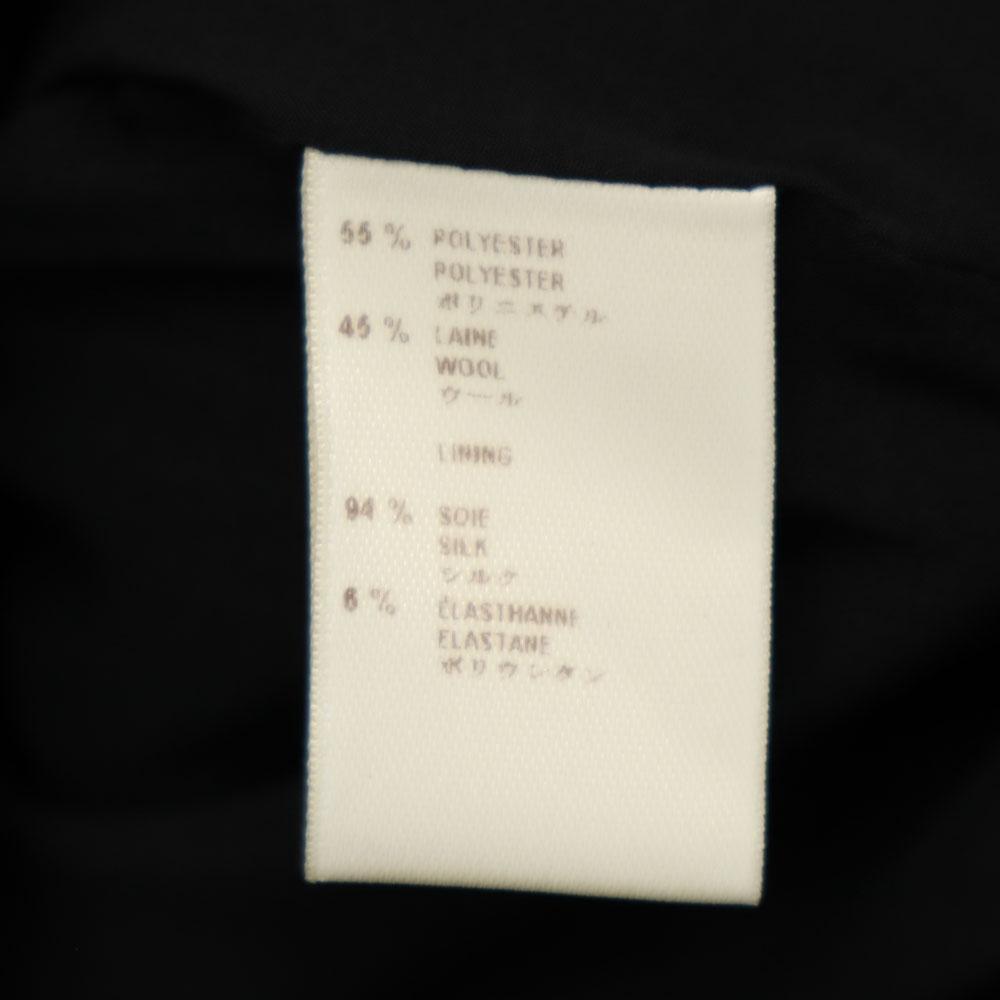 55 % POLYESTER
POLYESTER
ポリエステル
45 % LAINE
WOOL
ウール
LINING
94 % SOIE
SILK
シルク
6 % ÉLASTHANNE
ELASTANE
ポリウレタン